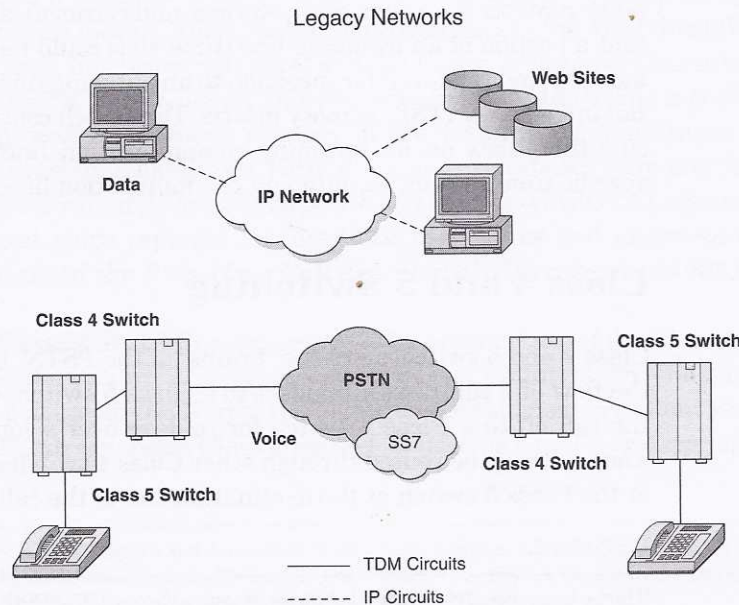 Legacy Networks
Web Sites
Data
IP Network
Class 4 Switch
Class 5 Switch
PSTN
Voice
SS7
Class 4 Switch
Class 5 Switch
TDM Circuits
IP Circuits